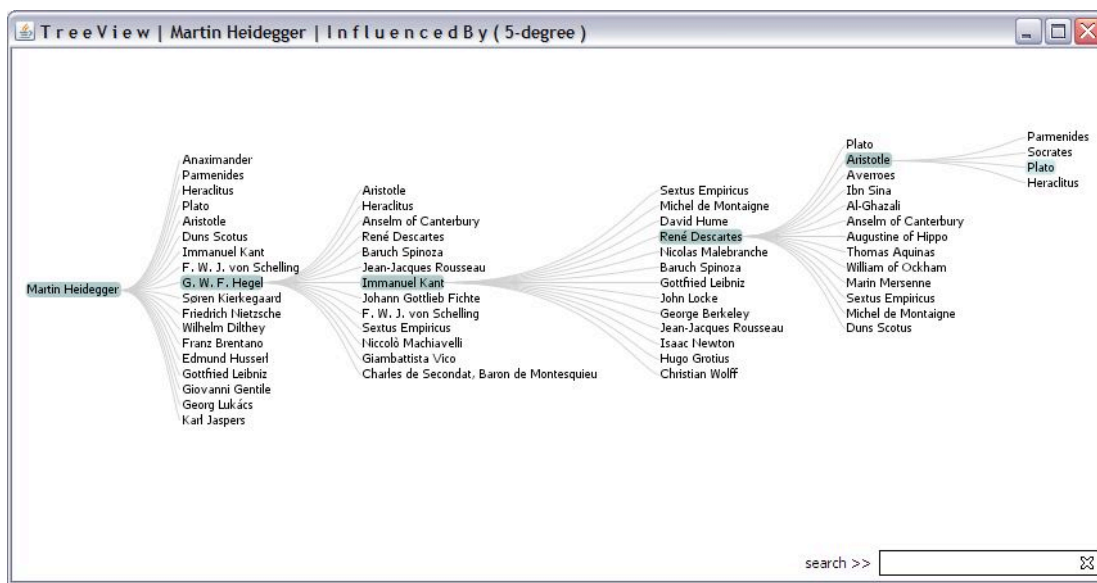 TreeView | Martin Heidegger | InfluencedBy ( 5-degree )
Martin Heidegger
Anaximander
Parmenides
Heraclitus
Plato
Aristotle
Duns Scotus
Immanuel Kant
F. W. J. von Schelling
G. W. F. Hegel
Søren Kierkegaard
Friedrich Nietzsche
Wilhelm Dilthey
Franz Brentano
Edmund Husserl
Gottfried Leibniz
Giovanni Gentile
Georg Lukács
Karl Jaspers
Aristotle
Heraclitus
Anselm of Canterbury
René Descartes
Baruch Spinoza
Jean-Jacques Rousseau
Immanuel Kant
Johann Gottlieb Fichte
F. W. J. von Schelling
Sextus Empiricus
Niccolò Machiavelli
Giambattista Vico
Charles de Secondat, Baron de Montesquieu
Sextus Empiricus
Michel de Montaigne
David Hume
René Descartes
Nicolas Malebranche
Baruch Spinoza
Gottfried Leibniz
John Locke
George Berkeley
Jean-Jacques Rousseau
Isaac Newton
Hugo Grotius
Christian Wolff
Plato
Aristotle
Averroes
Ibn Sina
Al-Ghazali
Anselm of Canterbury
Augustine of Hippo
Thomas Aquinas
William of Ockham
Marin Mersenne
Sextus Empiricus
Michel de Montaigne
Duns Scotus
Parmenides
Socrates
Plato
Heraclitus
search >>